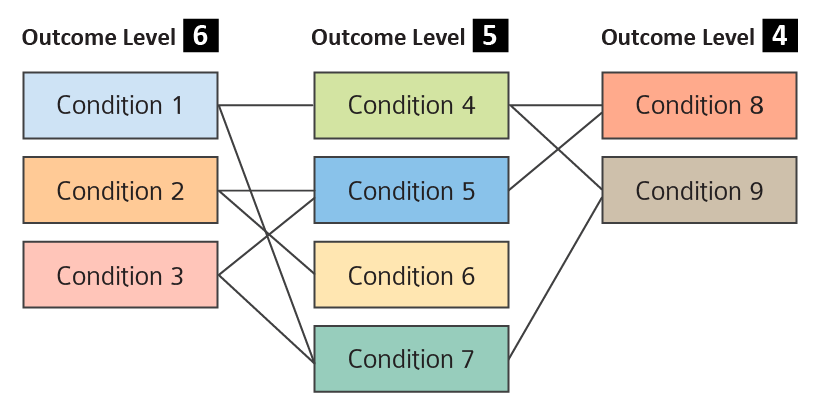 Outcome Level 6
Outcome Level 5
Outcome Level 4
Condition 1
Condition 4
Condition 8
Condition 2
Condition 5
Condition 9
Condition 3
Condition 6
Condition 7